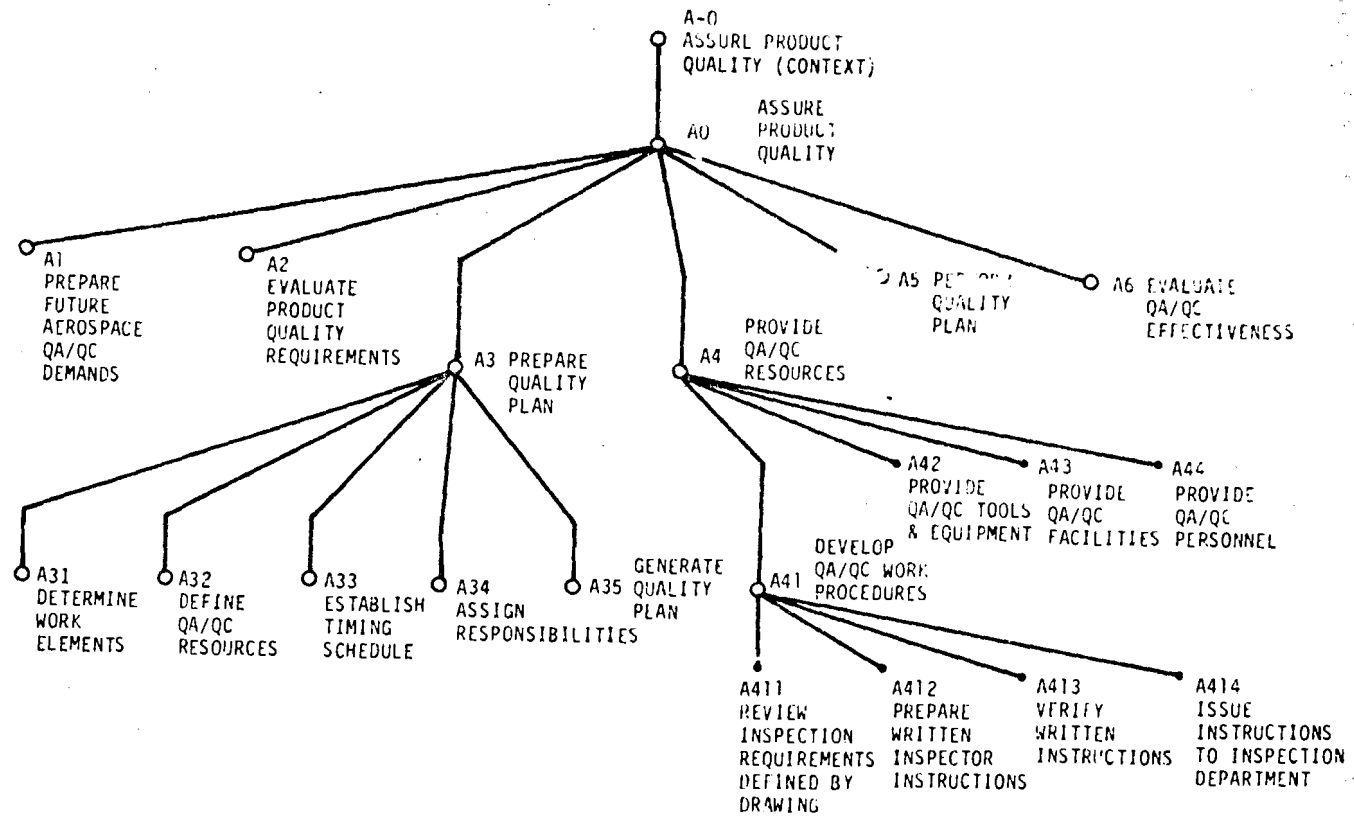 A-0
ASSURL PRODUCT
QUALITY (CONTEXT)
A0
ASSURE
PRODUCT
QUALITY
A1
PREPARE
FUTURE
AEROSPACE
QA/QC
DEMANDS
A2
EVALUATE
PRODUCT
QUALITY
REQUIREMENTS
A3 PREPARE
QUALITY
PLAN
A4
PROVIDE
QA/QC
RESOURCES
A5
QUALITY
PLAN
A6 EVALUATE
QA/QC
EFFECTIVENESS
A31
DETERMINE
WORK
ELEMENTS
A32
DEFINE
QA/QC
RESOURCES
A33
ESTABLISH
TIMING
SCHEDULE
A34
ASSIGN
RESPONSIBILITIES
A35
GENERATE
QUALITY
PLAN
A41
DEVELOP
QA/QC WORK
PROCEDURES
A42
PROVIDE
QA/QC TOOLS
& EQUIPMENT
A43
PROVIDE
QA/QC
FACILITIES
A44
PROVIDE
QA/QC
PERSONNEL
A411
REVIEW
INSPECTION
REQUIREMENTS
DEFINED BY
DRAWING
A412
PREPARE
WRITTEN
INSPECTOR
INSTRUCTIONS
A413
VERIFY
WRITTEN
INSTRUCTIONS
A414
ISSUE
INSTRUCTIONS
TO INSPECTION
DEPARTMENT